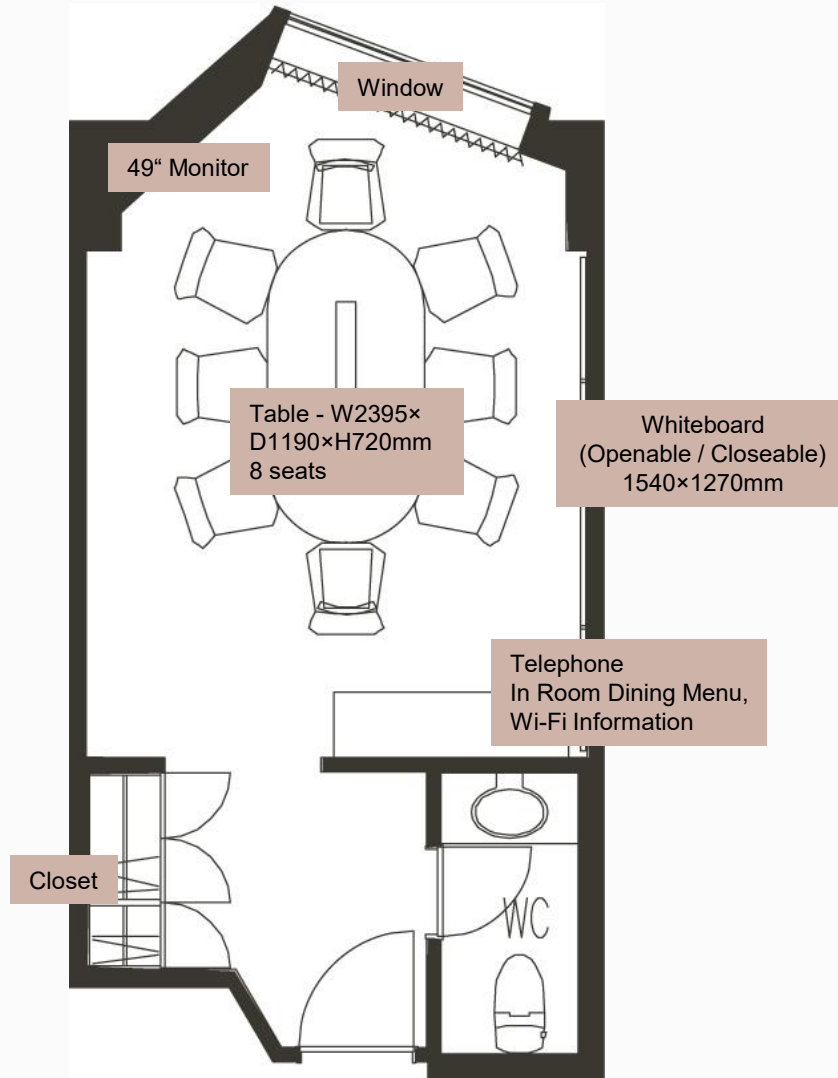 Window
49“ Monitor
Table - W2395×
D1190×H720mm
8 seats
Whiteboard
(Openable / Closeable)
1540×1270mm
Telephone
In Room Dining Menu,
Wi-Fi Information
Closet
WC